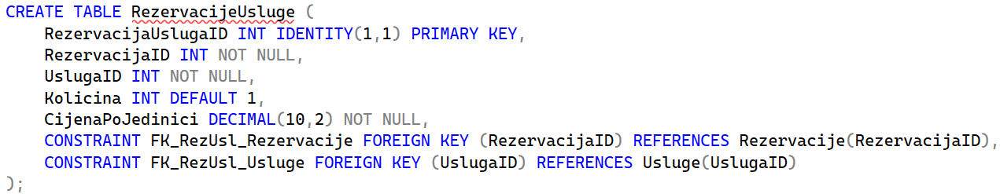 CREATE TABLE RezervacijeUsluge (
    RezervacijaUslugaID INT IDENTITY(1,1) PRIMARY KEY,
    RezervacijaID INT NOT NULL,
    UslugaID INT NOT NULL,
    Kolicina INT DEFAULT 1,
    CijenaPoJedinici DECIMAL(10,2) NOT NULL,
    CONSTRAINT FK_RezUsl_Rezervacije FOREIGN KEY (RezervacijaID) REFERENCES Rezervacije(RezervacijaID),
    CONSTRAINT FK_RezUsl_Usluge FOREIGN KEY (UslugaID) REFERENCES Usluge(UslugaID)
);